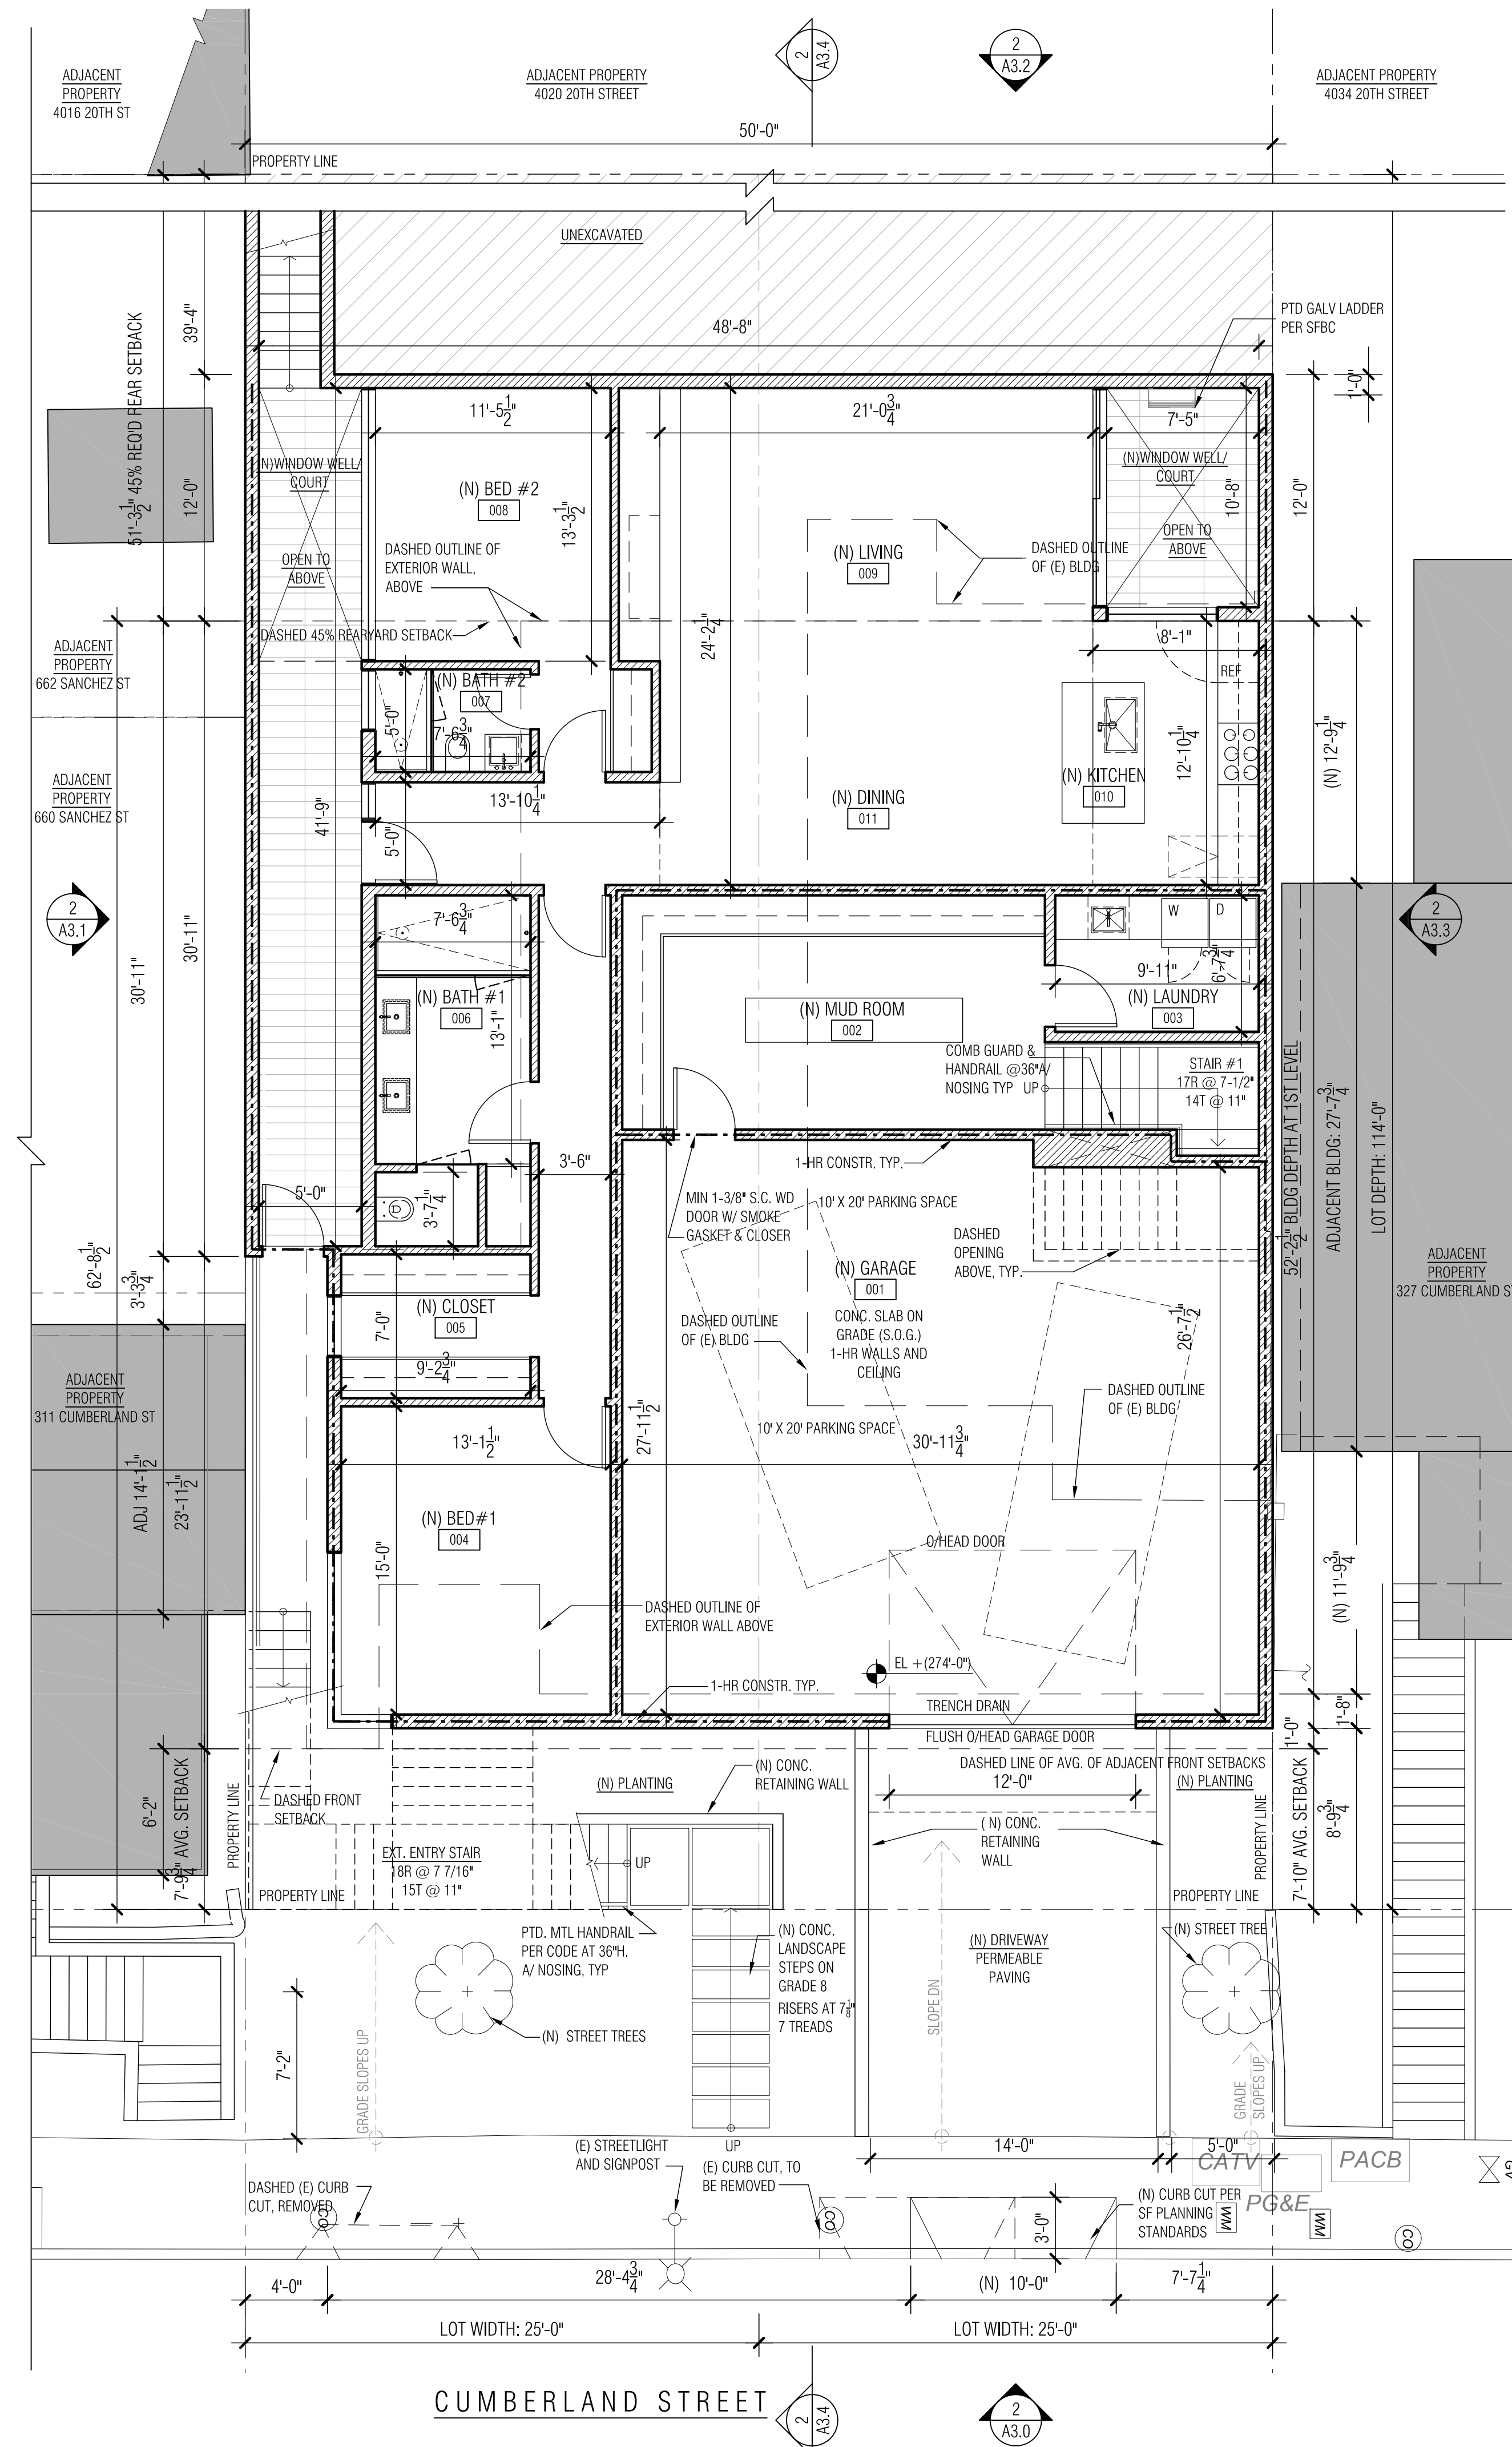 2
A3.4
2
A3.2
ADJACENT
PROPERTY
4016 20TH ST
ADJACENT PROPERTY
4020 20TH STREET
ADJACENT PROPERTY
4034 20TH STREET
50'-0"
PROPERTY LINE
UNEXCAVATED
48'-8"
PTD GALV LADDER
PER SFBC
51'-3 1/2" 45% REQ'D REAR SETBACK
39'-4"
12'-0"
1'-0"
12'-0"
11'-5 1/2"
21'-0 3/4"
7'-5"
(N)WINDOW WELL/
COURT
OPEN TO
ABOVE
(N) BED #2
008
13'-3 1/2"
(N)WINDOW WELL/
COURT
10'-8"
OPEN TO
ABOVE
DASHED OUTLINE OF
EXTERIOR WALL,
ABOVE
(N) LIVING
009
DASHED OUTLINE
OF (E) BLDG
DASHED 45% REARYARD SETBACK
24'-2 1/4"
8'-1"
REF
ADJACENT
PROPERTY
662 SANCHEZ ST
(N) BATH #2
007
5'-0"
7'-6 3/4"
12'-10 1/4"
(N) 12'-9 1/4"
ADJACENT
PROPERTY
660 SANCHEZ ST
(N) KITCHEN
010
(N) DINING
011
13'-10 1/4"
41'-9"
5'-0"
2
A3.1
2
A3.3
30'-11"
30'-11"
7'-6 3/4"
W
D
9'-11"
6'-7 3/4"
(N) BATH #1
006
13'-1"
(N) MUD ROOM
002
(N) LAUNDRY
003
COMB GUARD &
HANDRAIL @36"A/
NOSING TYP
UP
STAIR #1
17R @ 7-1/2"
14T @ 11"
52'-2 1/2" BLDG DEPTH AT 1ST LEVEL
ADJACENT BLDG: 27'-7 3/4"
LOT DEPTH: 114'-0"
3'-6"
1-HR CONSTR. TYP.
5'-0"
3'-7 1/4"
MIN 1-3/8" S.C. WD
DOOR W/ SMOKE
GASKET & CLOSER
10' X 20' PARKING SPACE
DASHED
OPENING
ABOVE, TYP.
62'-8 1/2"
3'-3 3/4"
ADJACENT
PROPERTY
327 CUMBERLAND ST
(N) GARAGE
001
CONC. SLAB ON
GRADE (S.O.G.)
1-HR WALLS AND
CEILING
(N) CLOSET
005
7'-0"
9'-2 3/4"
DASHED OUTLINE
OF (E) BLDG
26'-7 1/2"
ADJACENT
PROPERTY
311 CUMBERLAND ST
DASHED OUTLINE
OF (E) BLDG
27'-11 1/2"
10' X 20' PARKING SPACE
13'-1 1/2"
30'-11 3/4"
ADJ 14'-1 1/2"
23'-11 1/2"
(N) BED#1
004
15'-0"
O/HEAD DOOR
(N) 11'-9 3/4"
DASHED OUTLINE OF
EXTERIOR WALL ABOVE
EL +(274'-0")
1-HR CONSTR. TYP.
TRENCH DRAIN
FLUSH O/HEAD GARAGE DOOR
1'-8"
1'-0"
DASHED LINE OF AVG. OF ADJACENT FRONT SETBACKS
(N) CONC.
RETAINING WALL
(N) PLANTING
12'-0"
(N) PLANTING
6'-2"
7'-9 3/4" AVG. SETBACK
PROPERTY LINE
DASHED FRONT
SETBACK
( N) CONC.
RETAINING
WALL
PROPERTY LINE
7'-10" AVG. SETBACK
8'-9 3/4"
EXT. ENTRY STAIR
18R @ 7 7/16"
15T @ 11"
UP
PROPERTY LINE
PROPERTY LINE
PTD. MTL HANDRAIL
PER CODE AT 36"H.
A/ NOSING, TYP
(N) CONC.
LANDSCAPE
STEPS ON
GRADE 8
RISERS AT 7 1/8"
7 TREADS
(N) DRIVEWAY
PERMEABLE
PAVING
(N) STREET TREE
(N) STREET TREES
7'-2"
GRADE SLOPES UP
SLOPE DN
GRADE
SLOPES UP
UP
(E) STREETLIGHT
AND SIGNPOST
(E) CURB CUT, TO
BE REMOVED
14'-0"
5'-0"
CATV
PACB
PG&E
DASHED (E) CURB
CUT, REMOVED
CO
CO
3'-0"
(N) CURB CUT PER
SF PLANNING
STANDARDS
WM
WM
CO
4'-0"
28'-4 3/4"
(N) 10'-0"
7'-7 1/4"
LOT WIDTH: 25'-0"
LOT WIDTH: 25'-0"
CUMBERLAND STREET
2
A3.4
2
A3.0